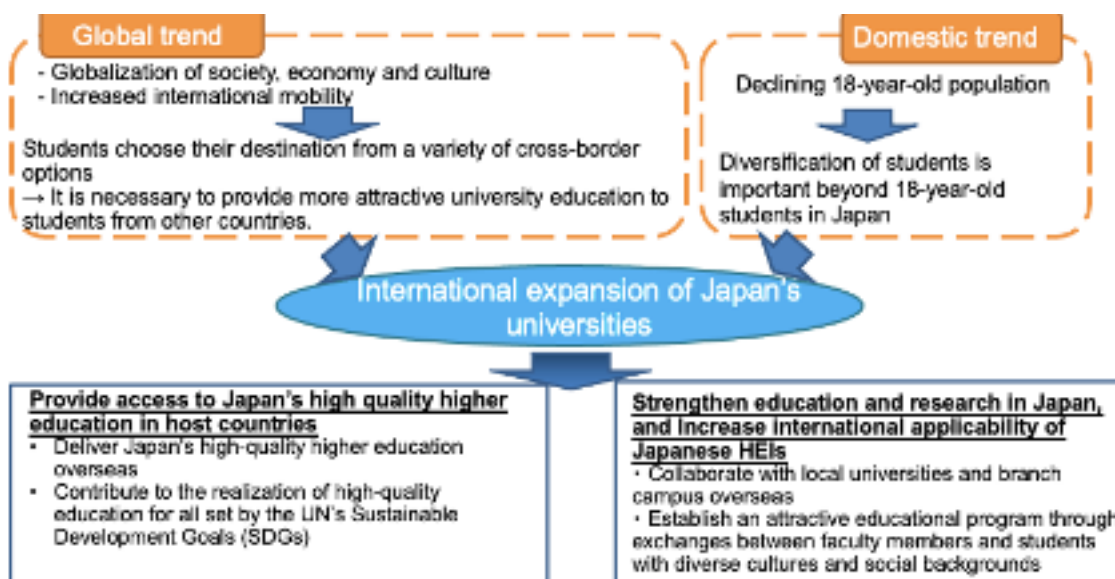 Global trend
- Globalization of society, economy and culture
- Increased international mobility
Students choose their destination from a variety of cross-border
options
→ It is necessary to provide more attractive university education to
students from other countries.
Domestic trend
Declining 18-year-old population
Diversification of students is
important beyond 18-year-old
students in Japan
International expansion of Japan's
universities
Provide access to Japan's high quality higher
education in host countries
• Deliver Japan's high-quality higher education
overseas
• Contribute to the realization of high-quality
education for all set by the UN's Sustainable
Development Goals (SDGs)
Strengthen education and research in Japan,
and Increase international applicability of
Japanese HEIs
・Collaborate with local universities and branch
campus overseas
・Establish an attractive educational program through
exchanges between faculty members and students
with diverse cultures and social backgrounds